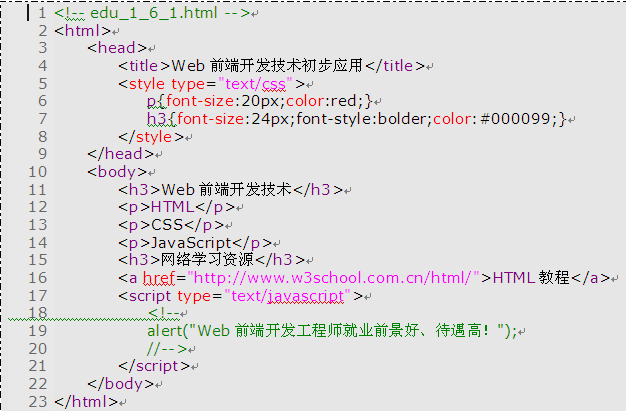 1 <!-- edu_1_6_1.html -->
2 <html>
3 <head>
4 <title>Web 前端开发技术初步应用</title>
5 <style type="text/css">
6 p{font-size:20px;color:red;}
7 h3{font-size:24px;font-style:bolder;color: #000099;}
8 </style>
9 </head>
10 <body>
11 <h3>Web 前端开发技术</h3>
12 <p>HTML</p>
13 <p>CSS</p>
14 <p>JavaScript</p>
15 <h3>网络学习资源</h3>
16 <a href="http://www.w3school.com.cn/html/">HTML 教程</a>
17 <script type="text/javascript">
18 <!--
19 alert("Web 前端开发工程师就业前景好、待遇高！");
20 //-->
21 </script>
22 </body>
23 </html>